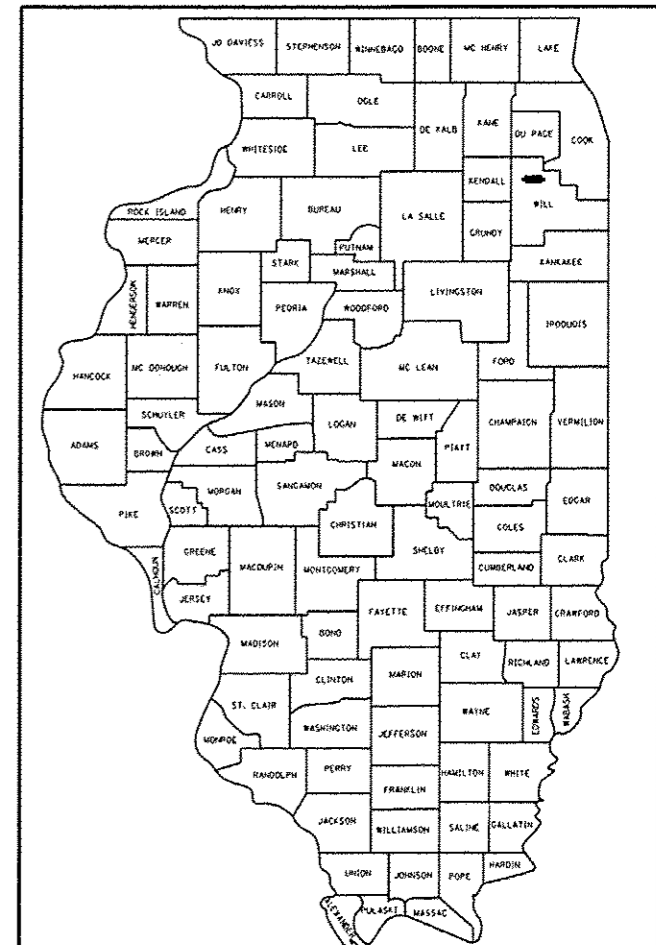 JO DAVIESS STEPHENSON WINNEBAGO BOONE MC HENRY LAKE
CARROLL OGLE DE KALB KANE DU PAGE COOK
WHITESIDE LEE KENDALL WILL
ROCK ISLAND HENRY BUREAU LA SALLE GRUNDY
MERCER PUTNAM KANKAKEE
HENDERSON WARREN KNOX STARK MARSHALL LIVINGSTON
PEORIA WOODFORD IROQUOIS
HANCOCK MC DONOUGH FULTON TAZEWELL MC LEAN FORD
SCHUYLER MASON LOGAN DE WITT CHAMPAIGN VERMILION
ADAMS BROWN CASS MENARD MACON PIATT
PIKE SCOTT MORGAN SANGAMON CHRISTIAN MOULTRIE DOUGLAS EDGAR
COLES
CALHOUN GREENE MACOUPIN MONTGOMERY SHELBY CUMBERLAND CLARK
JERSEY FAYETTE EFFINGHAM JASPER CRAWFORD
MADISON BOND CLAY RICHLAND LAWRENCE
CLINTON MARION
ST. CLAIR WASHINGTON JEFFERSON WAYNE EDWARDS WABASH
MONROE
RANDOLPH PERRY FRANKLIN HAMILTON WHITE
JACKSON WILLIAMSON SALINE GALLATIN
UNION JOHNSON POPE HARDIN
ALEXANDER PULASKI MASSAC